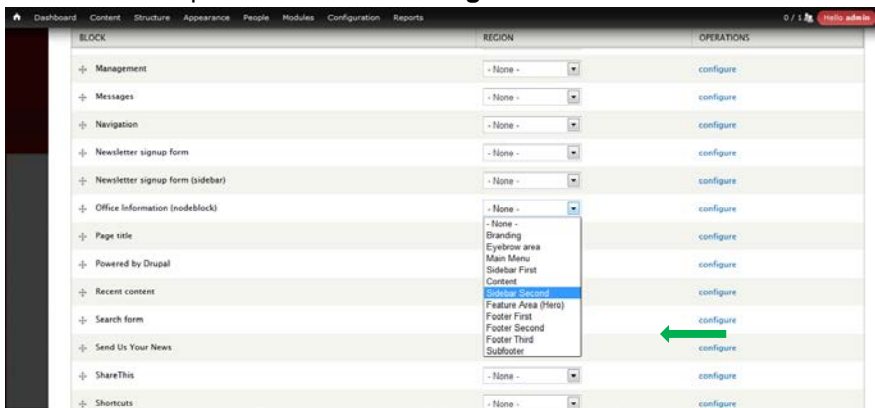 Dashboard Content Structure Appearance People Modules Configuration Reports 0 / 1 Hello admin
BLOCK REGION OPERATIONS
Management - None - configure
Messages - None - configure
Navigation - None - configure
Newsletter signup form - None - configure
Newsletter signup form (sidebar) - None - configure
Office Information (nodeblock) - None - configure
- None -
Branding
Page title configure
Eyebrow area
Main Menu
Powered by Drupal configure
Sidebar First
Content
Recent content Sidebar Second configure
Feature Area (Hero)
Search form Footer First configure
Footer Second
Footer Third
Send Us Your News configure
Subfooter
ShareThis - None - configure
Shortcuts - None - configure